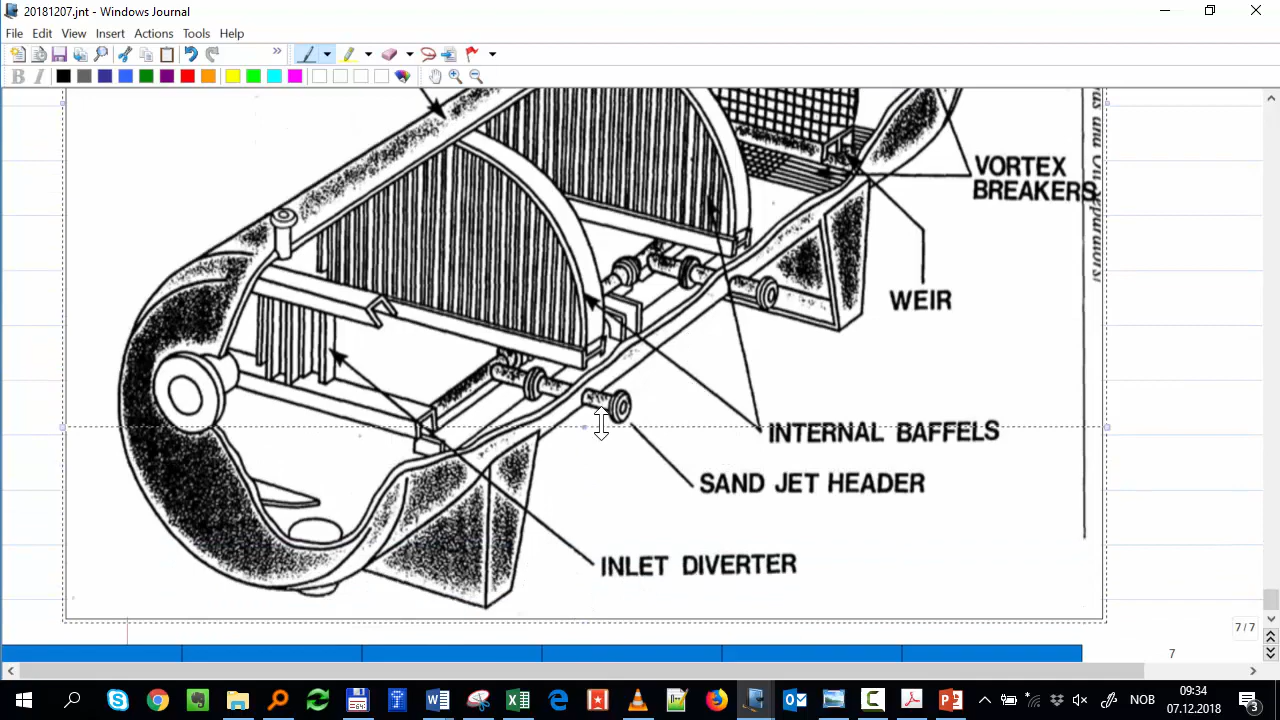 20181207.jnt - Windows Journal
File Edit View Insert Actions Tools Help
B I
VORTEX
BREAKERS
WEIR
INTERNAL BAFFELS
SAND JET HEADER
INLET DIVERTER
7 / 7
7
NOB
09:34
07.12.2018
3